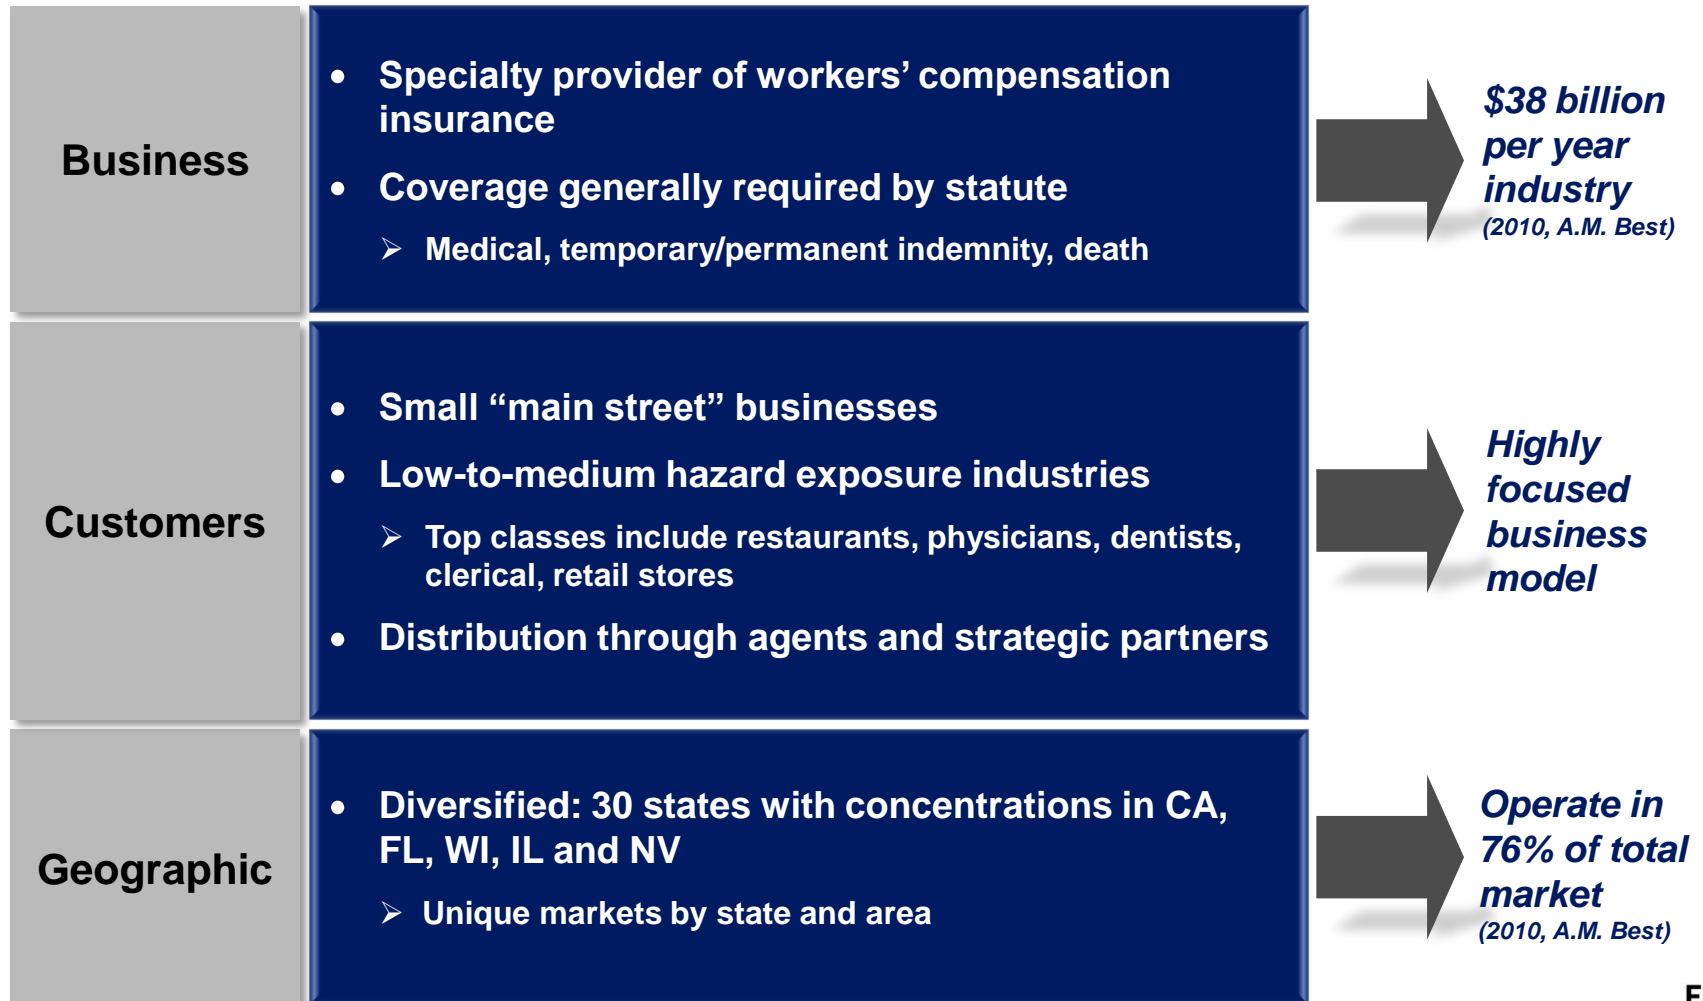 Business
• Specialty provider of workers’ compensation
insurance
• Coverage generally required by statute
➢ Medical, temporary/permanent indemnity, death
$38 billion
per year
industry
(2010, A.M. Best)
Customers
• Small “main street” businesses
• Low-to-medium hazard exposure industries
➢ Top classes include restaurants, physicians, dentists,
clerical, retail stores
• Distribution through agents and strategic partners
Highly
focused
business
model
Geographic
• Diversified: 30 states with concentrations in CA,
FL, WI, IL and NV
➢ Unique markets by state and area
Operate in
76% of total
market
(2010, A.M. Best)